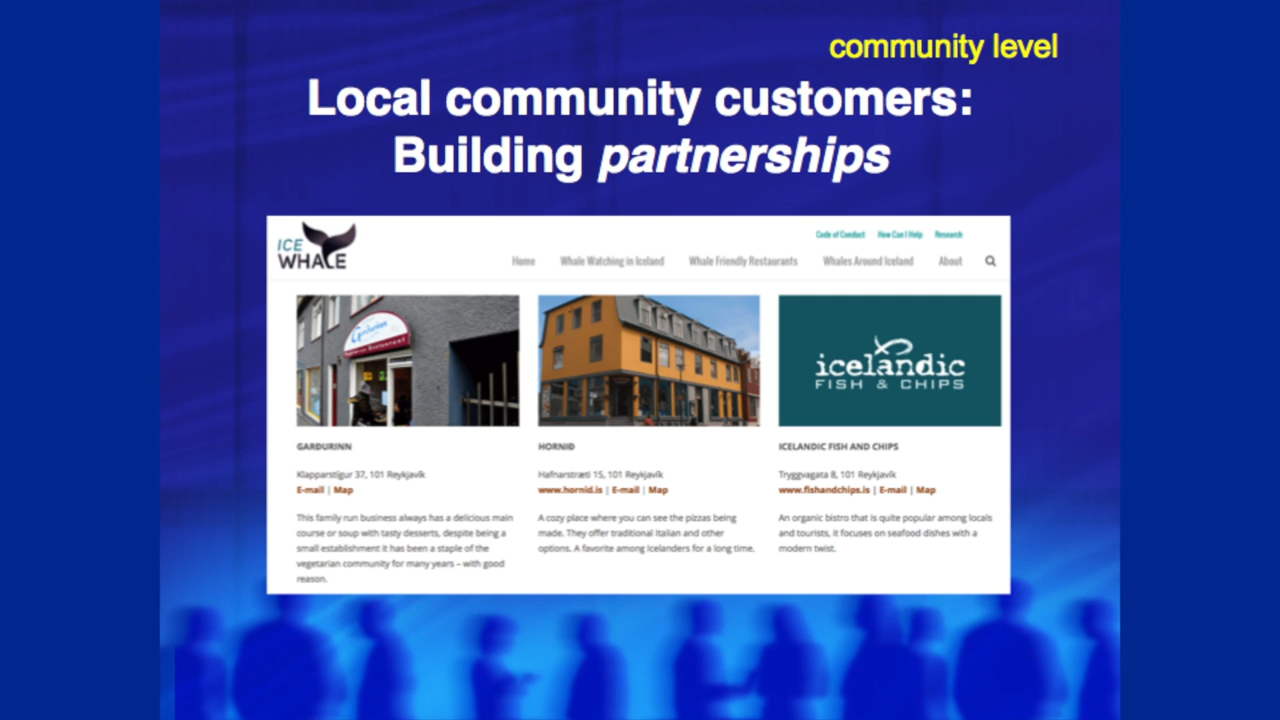 community level
Local community customers:
Building partnerships
ICE
WHALE
Code of Conduct How Can I Help Research
Home Whale Watching in Iceland Whale Friendly Restaurants Whales Around Iceland About
icelandic
FISH & CHIPS
GARÐURINN
Klapparstígur 37, 101 Reykjavík
E-mail | Map
This family run business always has a delicious main
course or soup with tasty desserts, despite being a
small establishment it has been a staple of the
vegetarian community for many years – with good
reason.
HORNIÐ
Hafnarstræti 15, 101 Reykjavík
www.hornid.is | E-mail | Map
A cozy place where you can see the pizzas being
made. They offer traditional Italian and other
options. A favorite among Icelanders for a long time.
ICELANDIC FISH AND CHIPS
Tryggvagata 8, 101 Reykjavík
www.fishandchips.is | E-mail | Map
An organic bistro that is quite popular among locals
and tourists, it focuses on seafood dishes with a
modern twist.